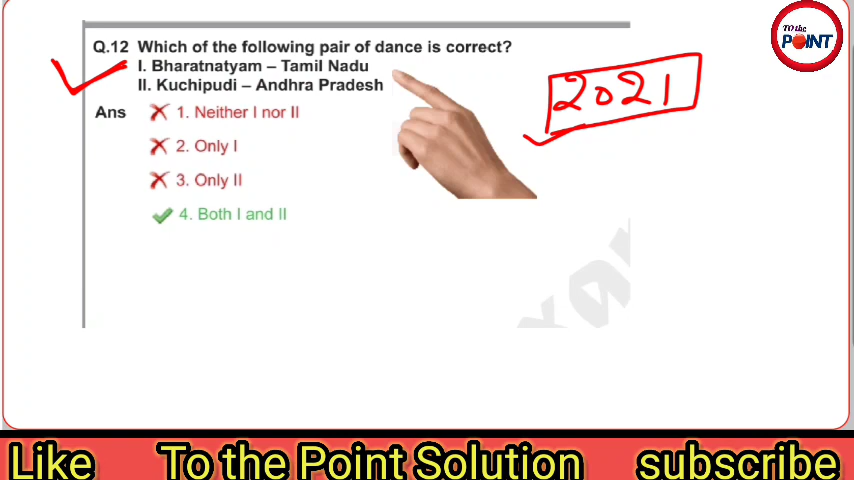 TO the
POINT
Q.12 Which of the following pair of dance is correct?
I. Bharatnatyam – Tamil Nadu
II. Kuchipudi – Andhra Pradesh
2021
Ans 1. Neither I nor II
2. Only I
3. Only II
4. Both I and II
Like To the Point Solution subscribe